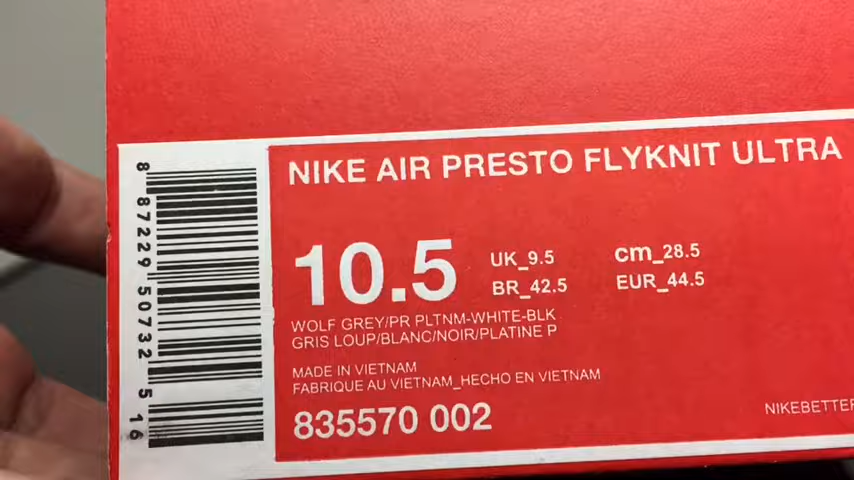 NIKE AIR PRESTO FLYKNIT ULTRA
10.5
UK_9.5 cm_28.5
BR_42.5 EUR_44.5
WOLF GREY/PR PLTNM-WHITE-BLK
GRIS LOUP/BLANC/NOIR/PLATINE P
MADE IN VIETNAM
FABRIQUE AU VIETNAM_HECHO EN VIETNAM
835570 002
NIKEBETTER
8 87229 50732 5
16